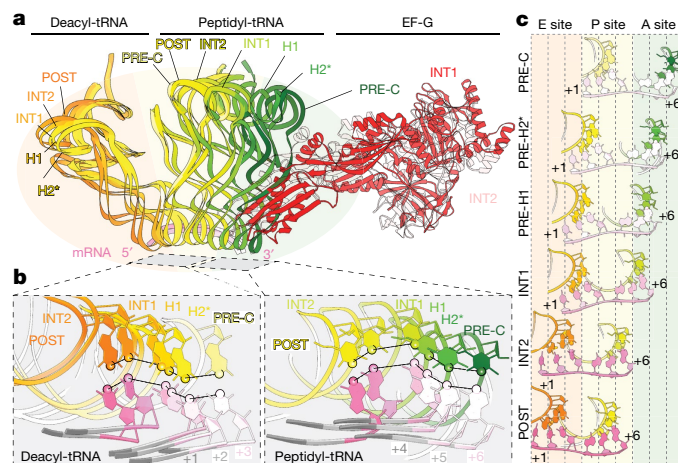 a
Deacyl-tRNA
Peptidyl-tRNA
EF-G
POST
INT2
INT1
H1
H2*
PRE-C
PRE-C
POST
INT2
INT1
H1
H2*
INT1
INT2
mRNA 5′
3′
b
INT2
POST
INT1
H1
H2*
PRE-C
+1
+2
+3
Deacyl-tRNA
INT2
POST
INT1
H1
H2*
PRE-C
+4
+5
+6
Peptidyl-tRNA
c
E site
P site
A site
PRE-C
+1
+6
PRE-H2*
+1
+6
PRE-H1
+1
+6
INT1
+1
+6
INT2
+1
+6
POST
+1
+6